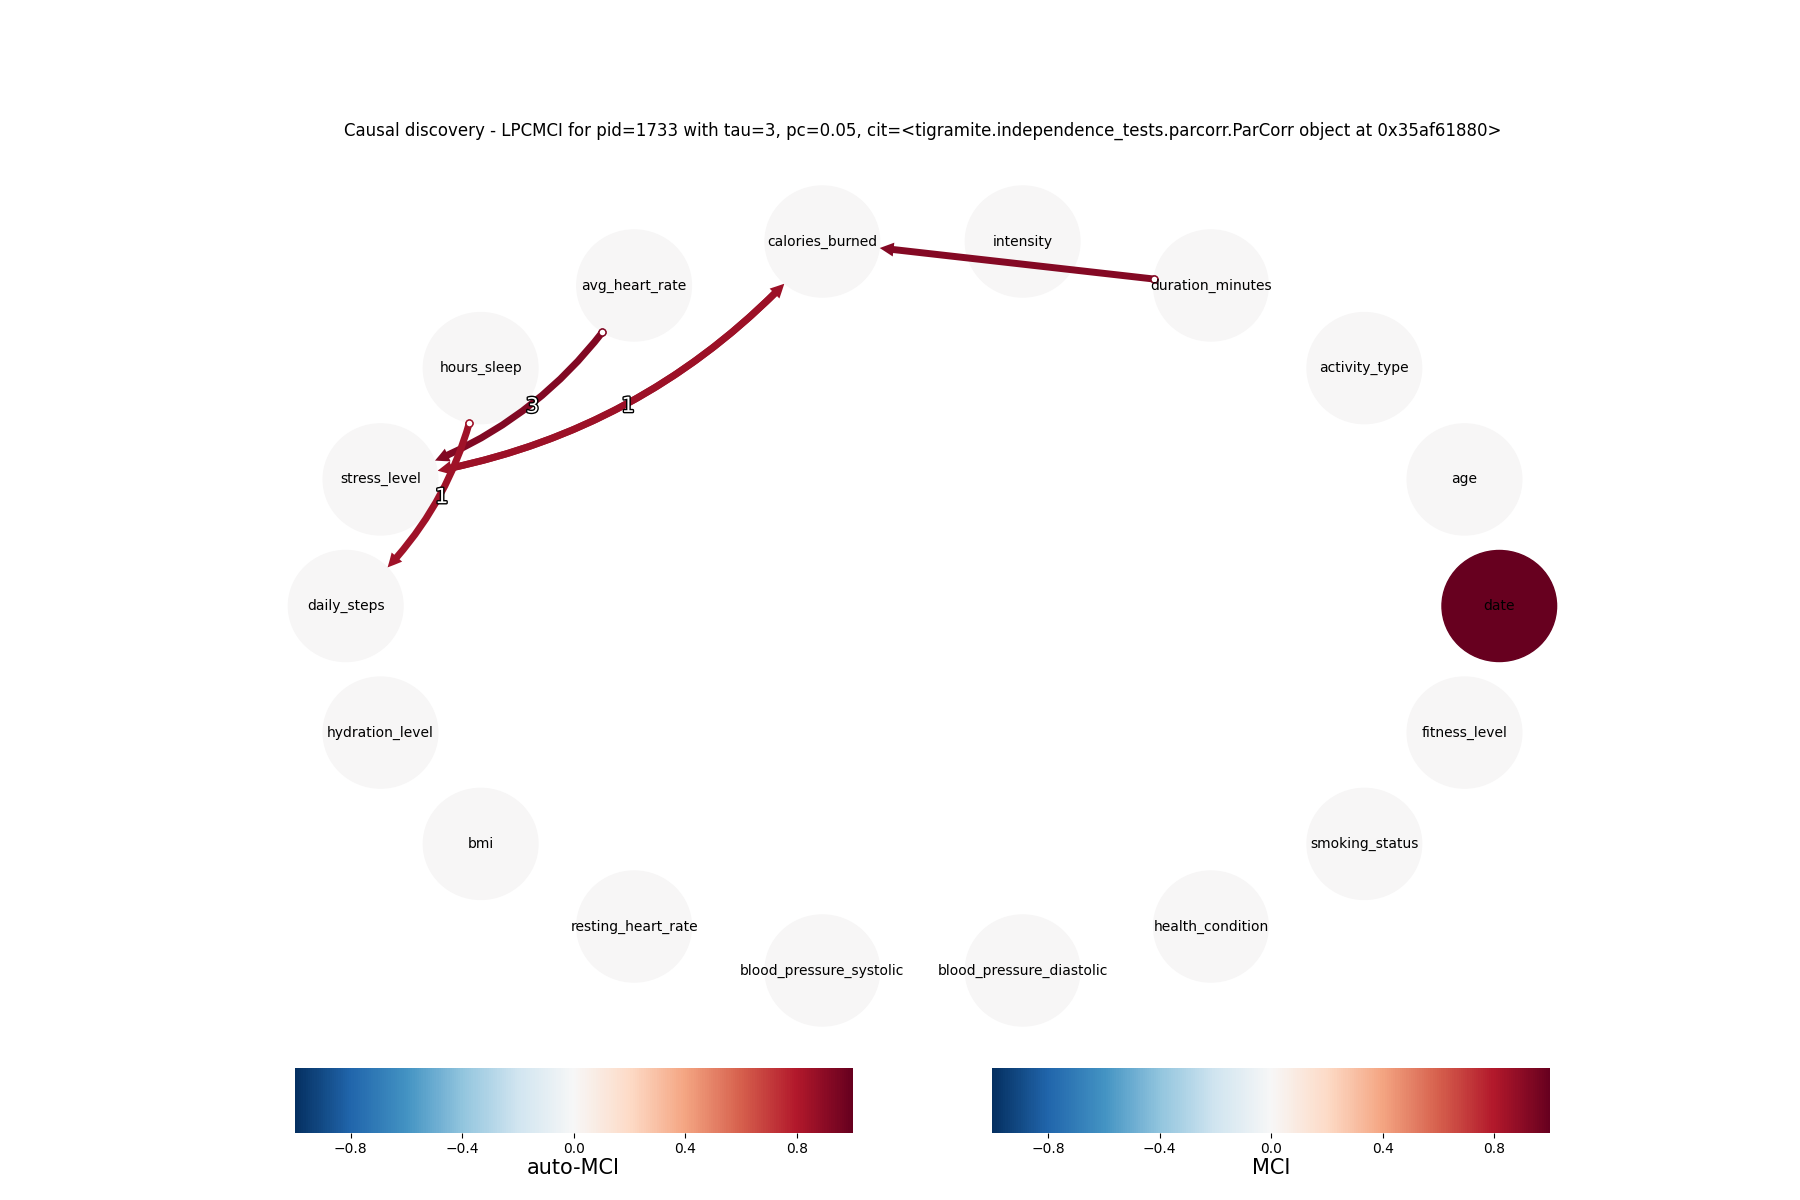 Causal discovery - LPCMCI for pid=1733 with tau=3, pc=0.05, cit=<tigramite.independence_tests.parcorr.ParCorr object at 0x35af61880>
calories_burned
intensity
avg_heart_rate
duration_minutes
hours_sleep
activity_type
3
1
stress_level
age
1
daily_steps
date
hydration_level
fitness_level
bmi
smoking_status
resting_heart_rate
health_condition
blood_pressure_systolic
blood_pressure_diastolic
−0.8 −0.4 0.0 0.4 0.8
auto-MCI
−0.8 −0.4 0.0 0.4 0.8
MCI